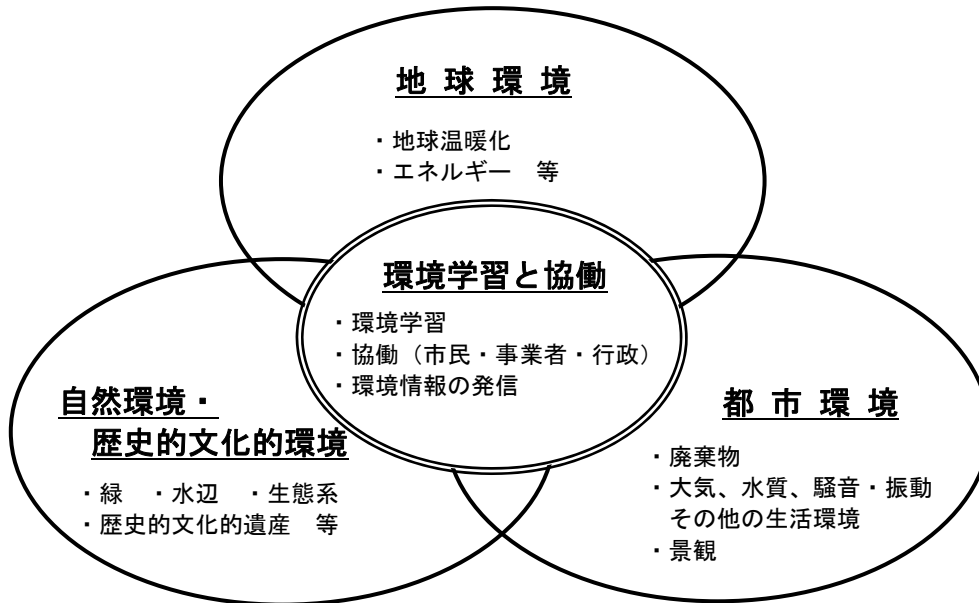 地 球 環 境
・地球温暖化
・エネルギー　等
環境学習と協働
・環境学習
・協働（市民・事業者・行政）
・環境情報の発信
自然環境・
歴史的文化的環境
・緑　・水辺　・生態系
・歴史的文化的遺産　等
都 市 環 境
・廃棄物
・大気、水質、騒音・振動
その他の生活環境
・景観